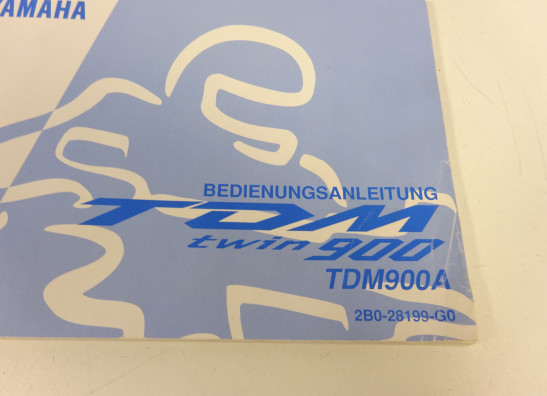 YAMAHA
BEDIENUNGSANLEITUNG
TDM
twin 900
TDM900A
2B0-28199-G0